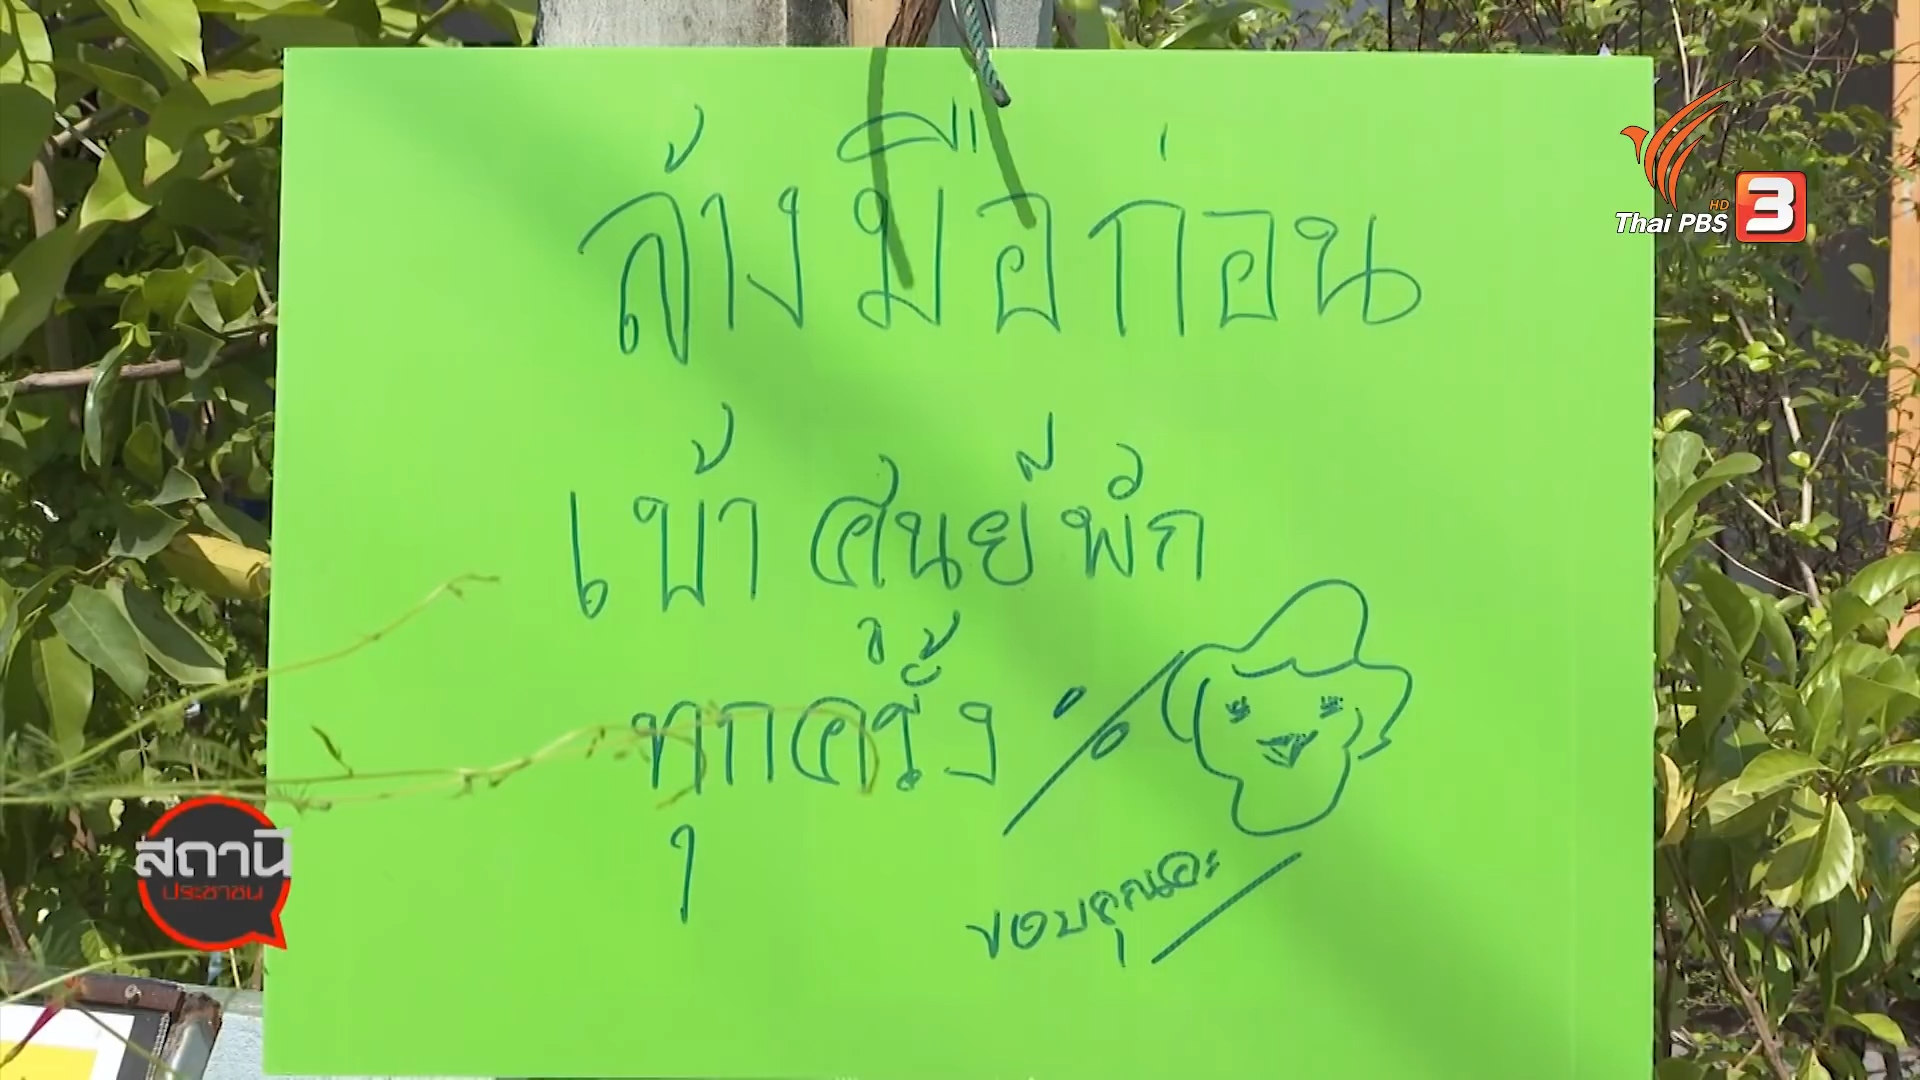 ล้างมือก่อน
เข้าศูนย์พัก
ทุกครั้ง
ขอบคุณค่ะ
Thai PBS HD 3
สถานี
ประชาชน